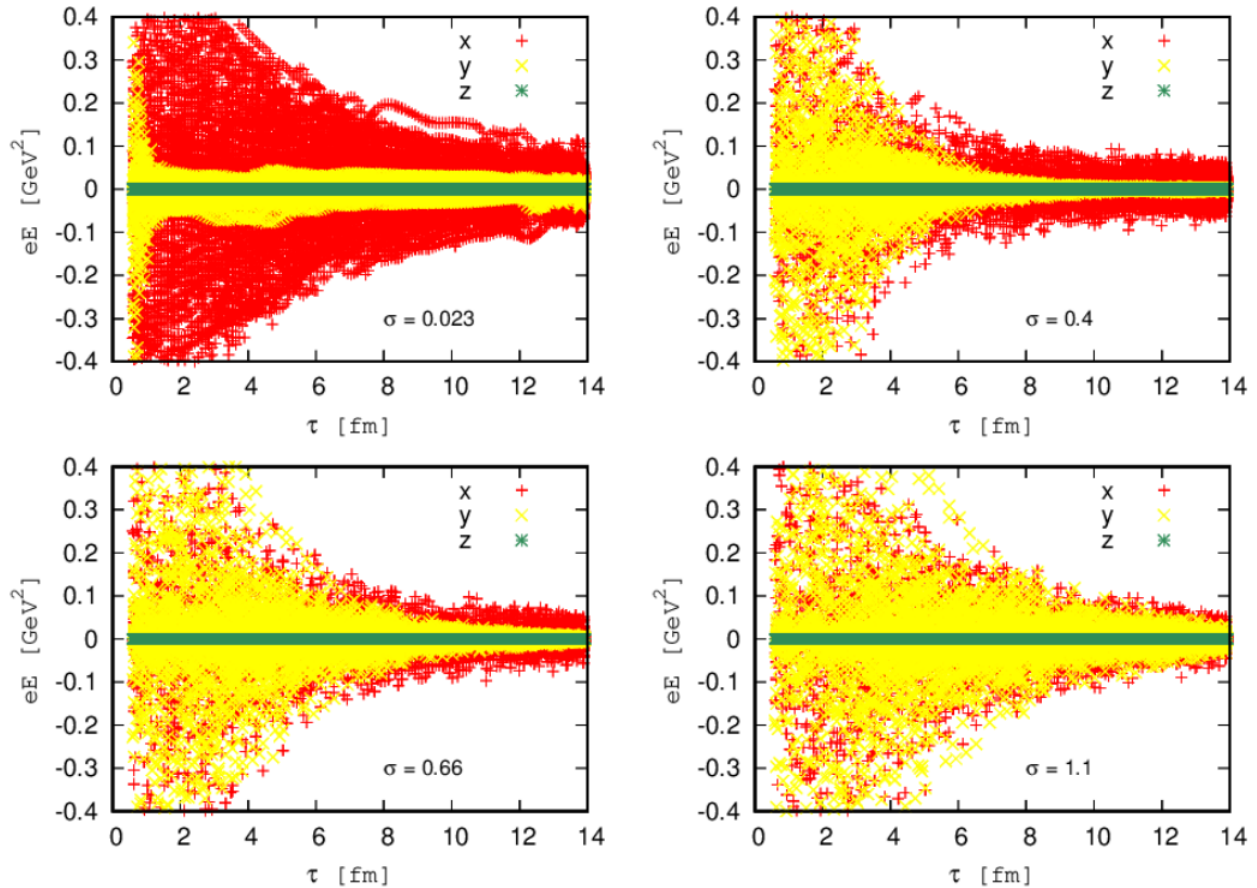 0.4
0.3
0.2
0.1
0
-0.1
-0.2
-0.3
-0.4
eE [GeV²]
x
y
z
σ = 0.023
0 2 4 6 8 10 12 14
τ [fm]
0.4
0.3
0.2
0.1
0
-0.1
-0.2
-0.3
-0.4
eE [GeV²]
x
y
z
σ = 0.4
0 2 4 6 8 10 12 14
τ [fm]
0.4
0.3
0.2
0.1
0
-0.1
-0.2
-0.3
-0.4
eE [GeV²]
x
y
z
σ = 0.66
0 2 4 6 8 10 12 14
τ [fm]
0.4
0.3
0.2
0.1
0
-0.1
-0.2
-0.3
-0.4
eE [GeV²]
x
y
z
σ = 1.1
0 2 4 6 8 10 12 14
τ [fm]